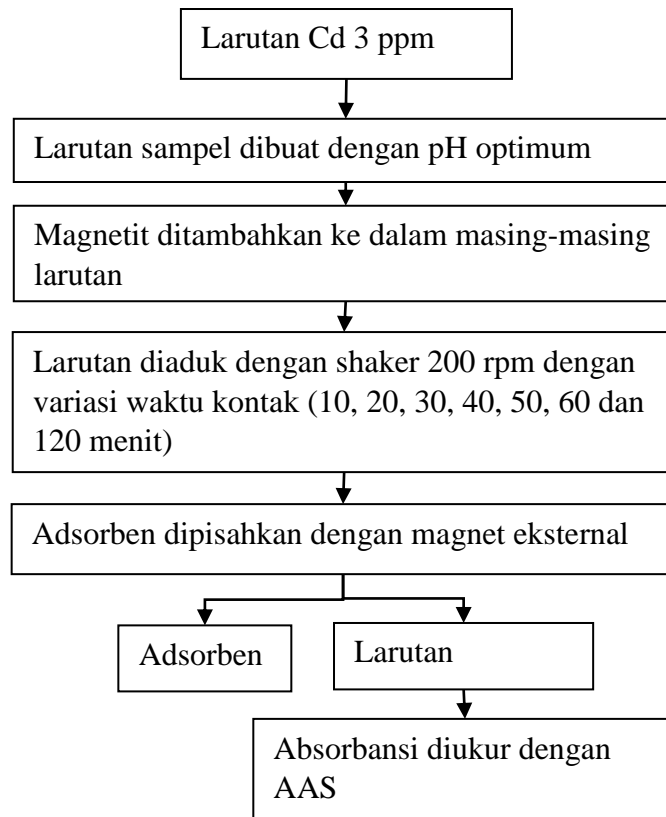 Larutan Cd 3 ppm
Larutan sampel dibuat dengan pH optimum
Magnetit ditambahkan ke dalam masing-masing
larutan
Larutan diaduk dengan shaker 200 rpm dengan
variasi waktu kontak (10, 20, 30, 40, 50, 60 dan
120 menit)
Adsorben dipisahkan dengan magnet eksternal
Adsorben
Larutan
Absorbansi diukur dengan
AAS